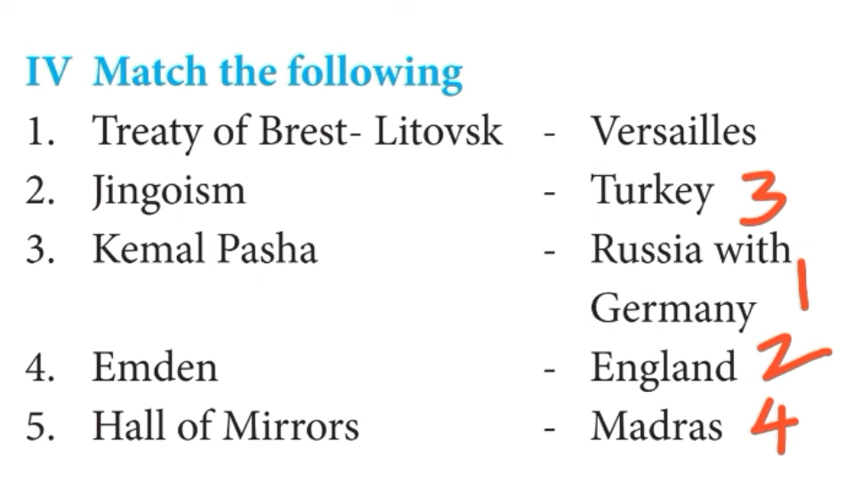 IV Match the following
1. Treaty of Brest- Litovsk - Versailles
2. Jingoism - Turkey 3
3. Kemal Pasha - Russia with
Germany 1
4. Emden - England 2
5. Hall of Mirrors - Madras 4